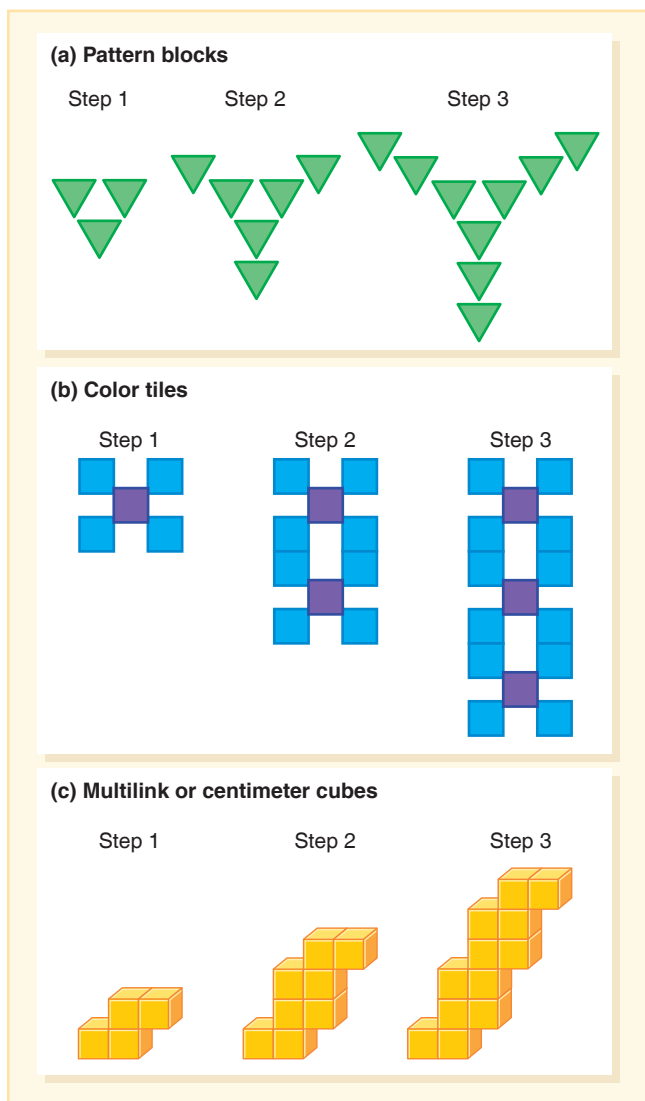 (a) Pattern blocks
Step 1 Step 2 Step 3
(b) Color tiles
Step 1 Step 2 Step 3
(c) Multilink or centimeter cubes
Step 1 Step 2 Step 3